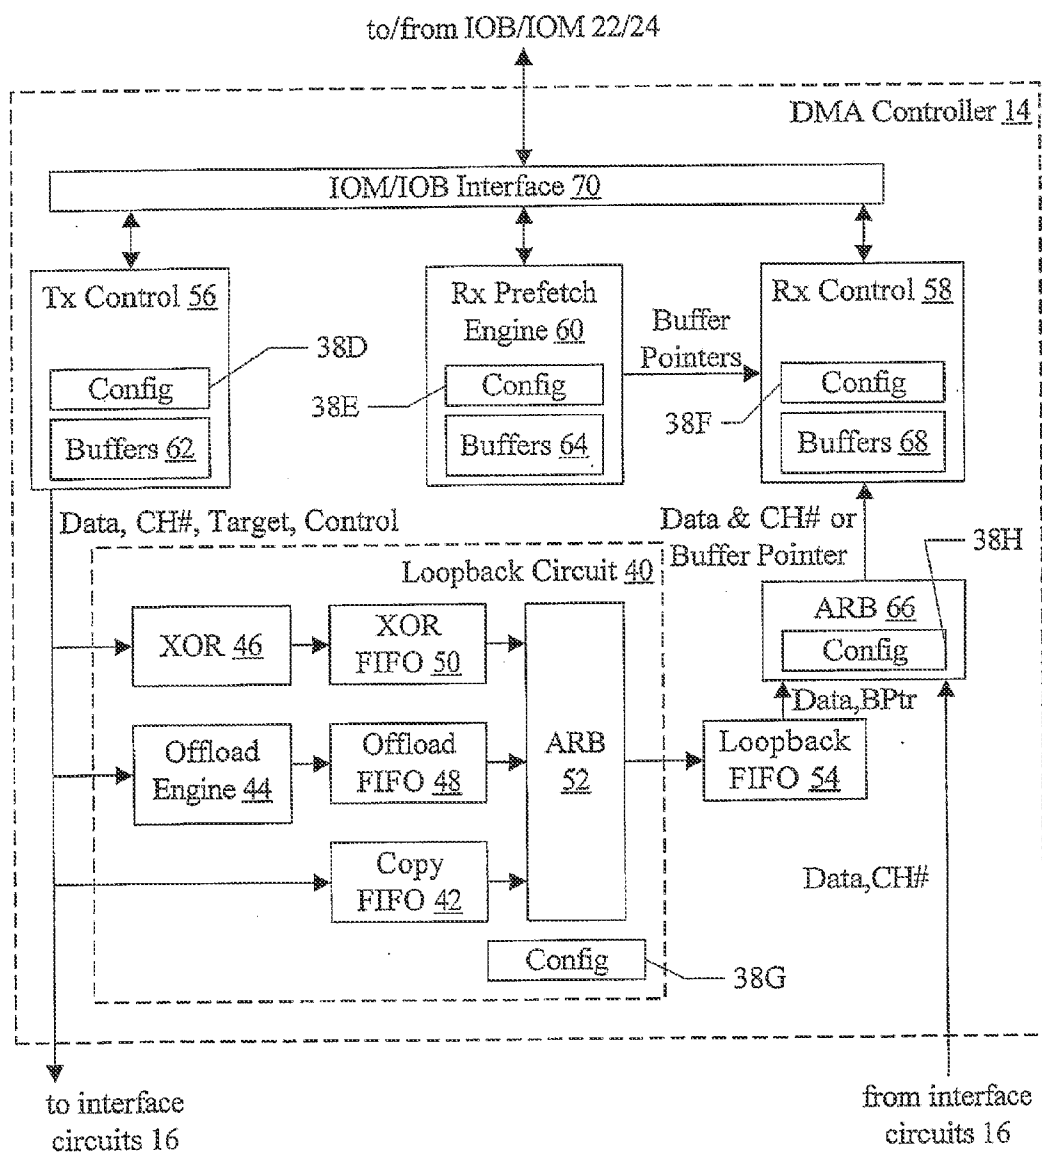 to/from IOB/IOM 22/24
DMA Controller 14
IOM/IOB Interface 70
Tx Control 56
Config
Buffers 62
38D
Rx Prefetch
Engine 60
Config
Buffers 64
38E
Buffer
Pointers
Rx Control 58
Config
Buffers 68
38F
Data, CH#, Target, Control
Data & CH# or
Buffer Pointer
38H
Loopback Circuit 40
ARB 66
Config
XOR 46
XOR
FIFO 50
Data,BPtr
Offload
Engine 44
Offload
FIFO 48
ARB
52
Loopback
FIFO 54
Copy
FIFO 42
Data,CH#
Config
38G
to interface
circuits 16
from interface
circuits 16